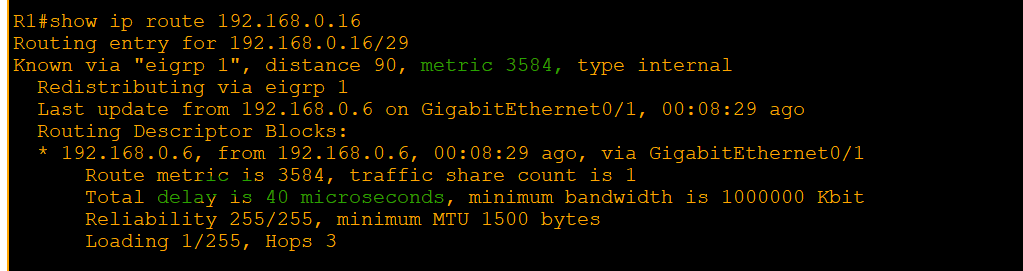 R1#show ip route 192.168.0.16
Routing entry for 192.168.0.16/29
Known via "eigrp 1", distance 90, metric 3584, type internal
Redistributing via eigrp 1
Last update from 192.168.0.6 on GigabitEthernet0/1, 00:08:29 ago
Routing Descriptor Blocks:
* 192.168.0.6, from 192.168.0.6, 00:08:29 ago, via GigabitEthernet0/1
Route metric is 3584, traffic share count is 1
Total delay is 40 microseconds, minimum bandwidth is 1000000 Kbit
Reliability 255/255, minimum MTU 1500 bytes
Loading 1/255, Hops 3